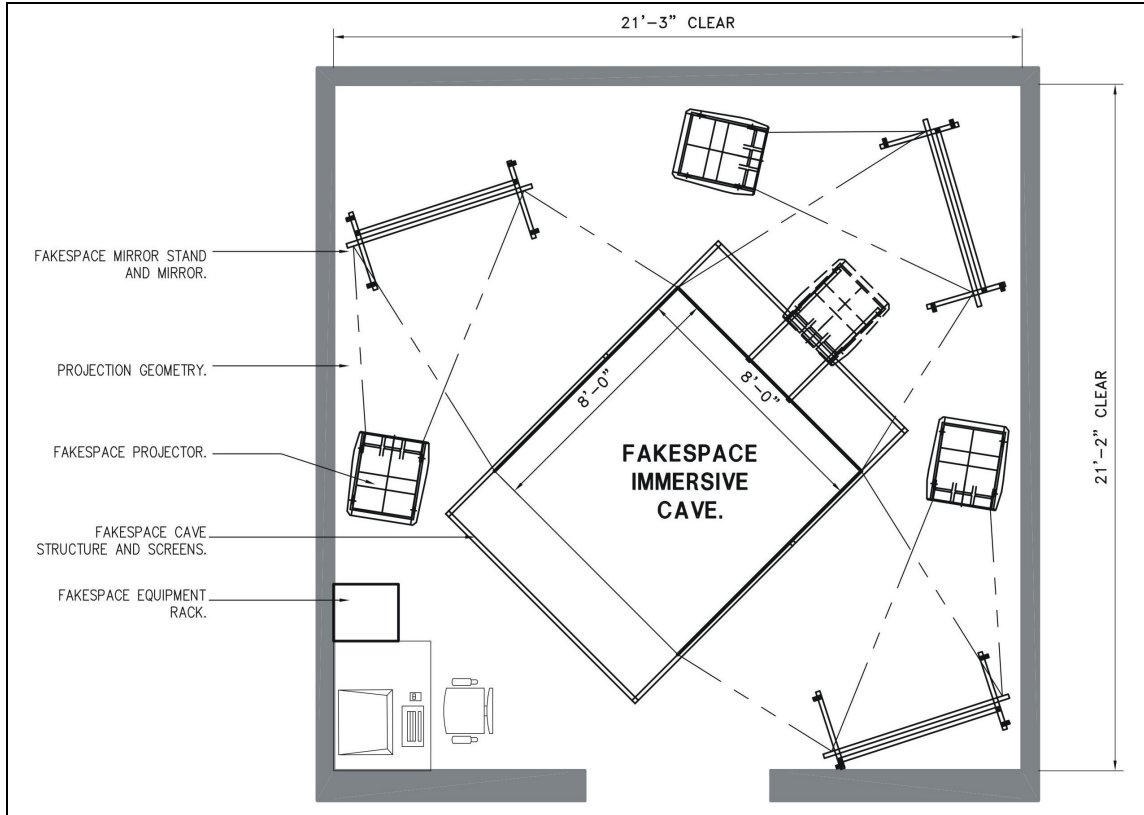 21'-3" CLEAR
FAKESPACE MIRROR STAND
AND MIRROR.
PROJECTION GEOMETRY.
FAKESPACE PROJECTOR.
FAKESPACE CAVE
STRUCTURE AND SCREENS.
FAKESPACE EQUIPMENT
RACK.
8'-0"
8'-0"
FAKESPACE
IMMERSIVE
CAVE.
21'-2" CLEAR